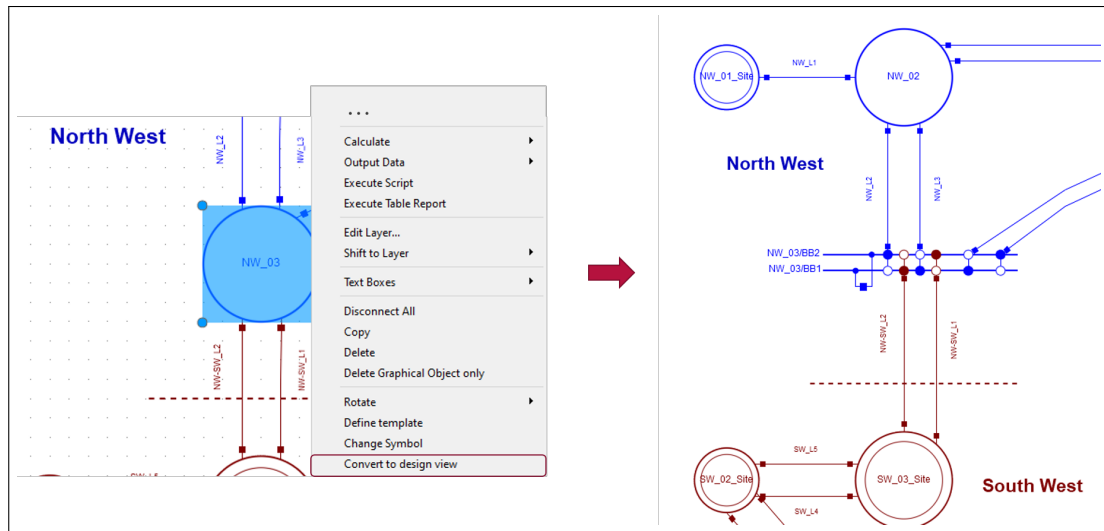 North West
NW_L2
NW_L3
NW_03
NW-SW_L2
NW-SW_L1
...
Calculate
Output Data
Execute Script
Execute Table Report
Edit Layer...
Shift to Layer
Text Boxes
Disconnect All
Copy
Delete
Delete Graphical Object only
Rotate
Define template
Change Symbol
Convert to design view
NW_01_Site
NW_L1
NW_02
North West
NW_L2
NW_L3
NW_03/BB2
NW_03/BB1
NW-SW_L2
NW-SW_L1
SW_L5
SW_02_Site
SW_03_Site
South West
SW_L4